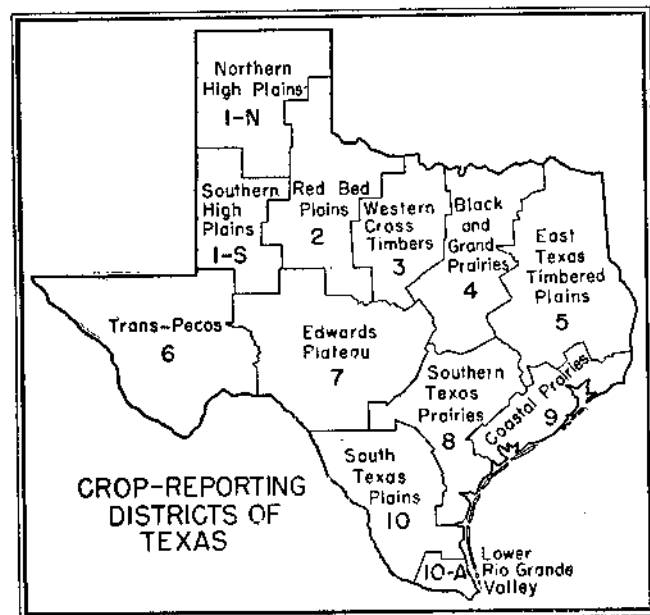 Northern
High Plains
1-N
Southern
High
Plains
1-S
Red Bed
Plains
2
Western
Cross
Timbers
3
Black
and
Grand
Prairies
4
East
Texas
Timbered
Plains
5
Trans-Pecos
6
Edwards
Plateau
7
Southern
Texas
Prairies
8
Coastal Prairies
9
South
Texas
Plains
10
10-A
Lower
Rio Grande
Valley
CROP-REPORTING
DISTRICTS OF
TEXAS